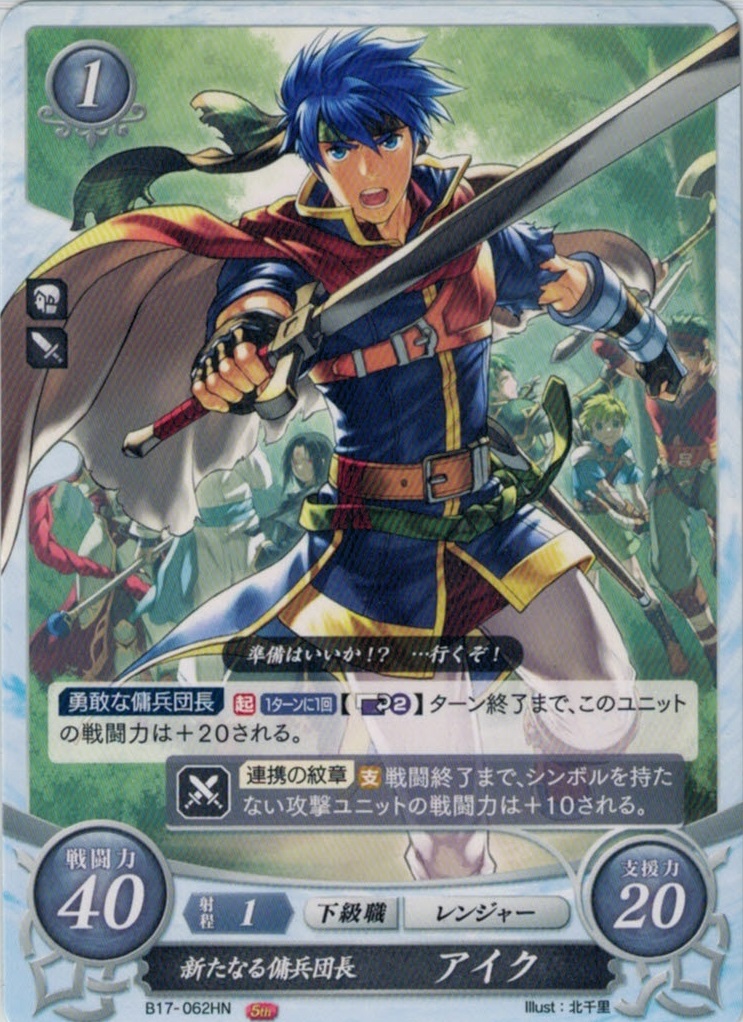 1
準備はいいか!? …行くぞ!
勇敢な傭兵団長 起 1ターンに1回【 2】ターン終了まで、このユニット
の戦闘力は+20される。
連携の紋章 支 戦闘終了まで、シンボルを持た
ない攻撃ユニットの戦闘力は+10される。
戦闘力
40
射程 1 下級職 レンジャー
支援力
20
新たなる傭兵団長 アイク
B17-062HN 5th Illust:北千里